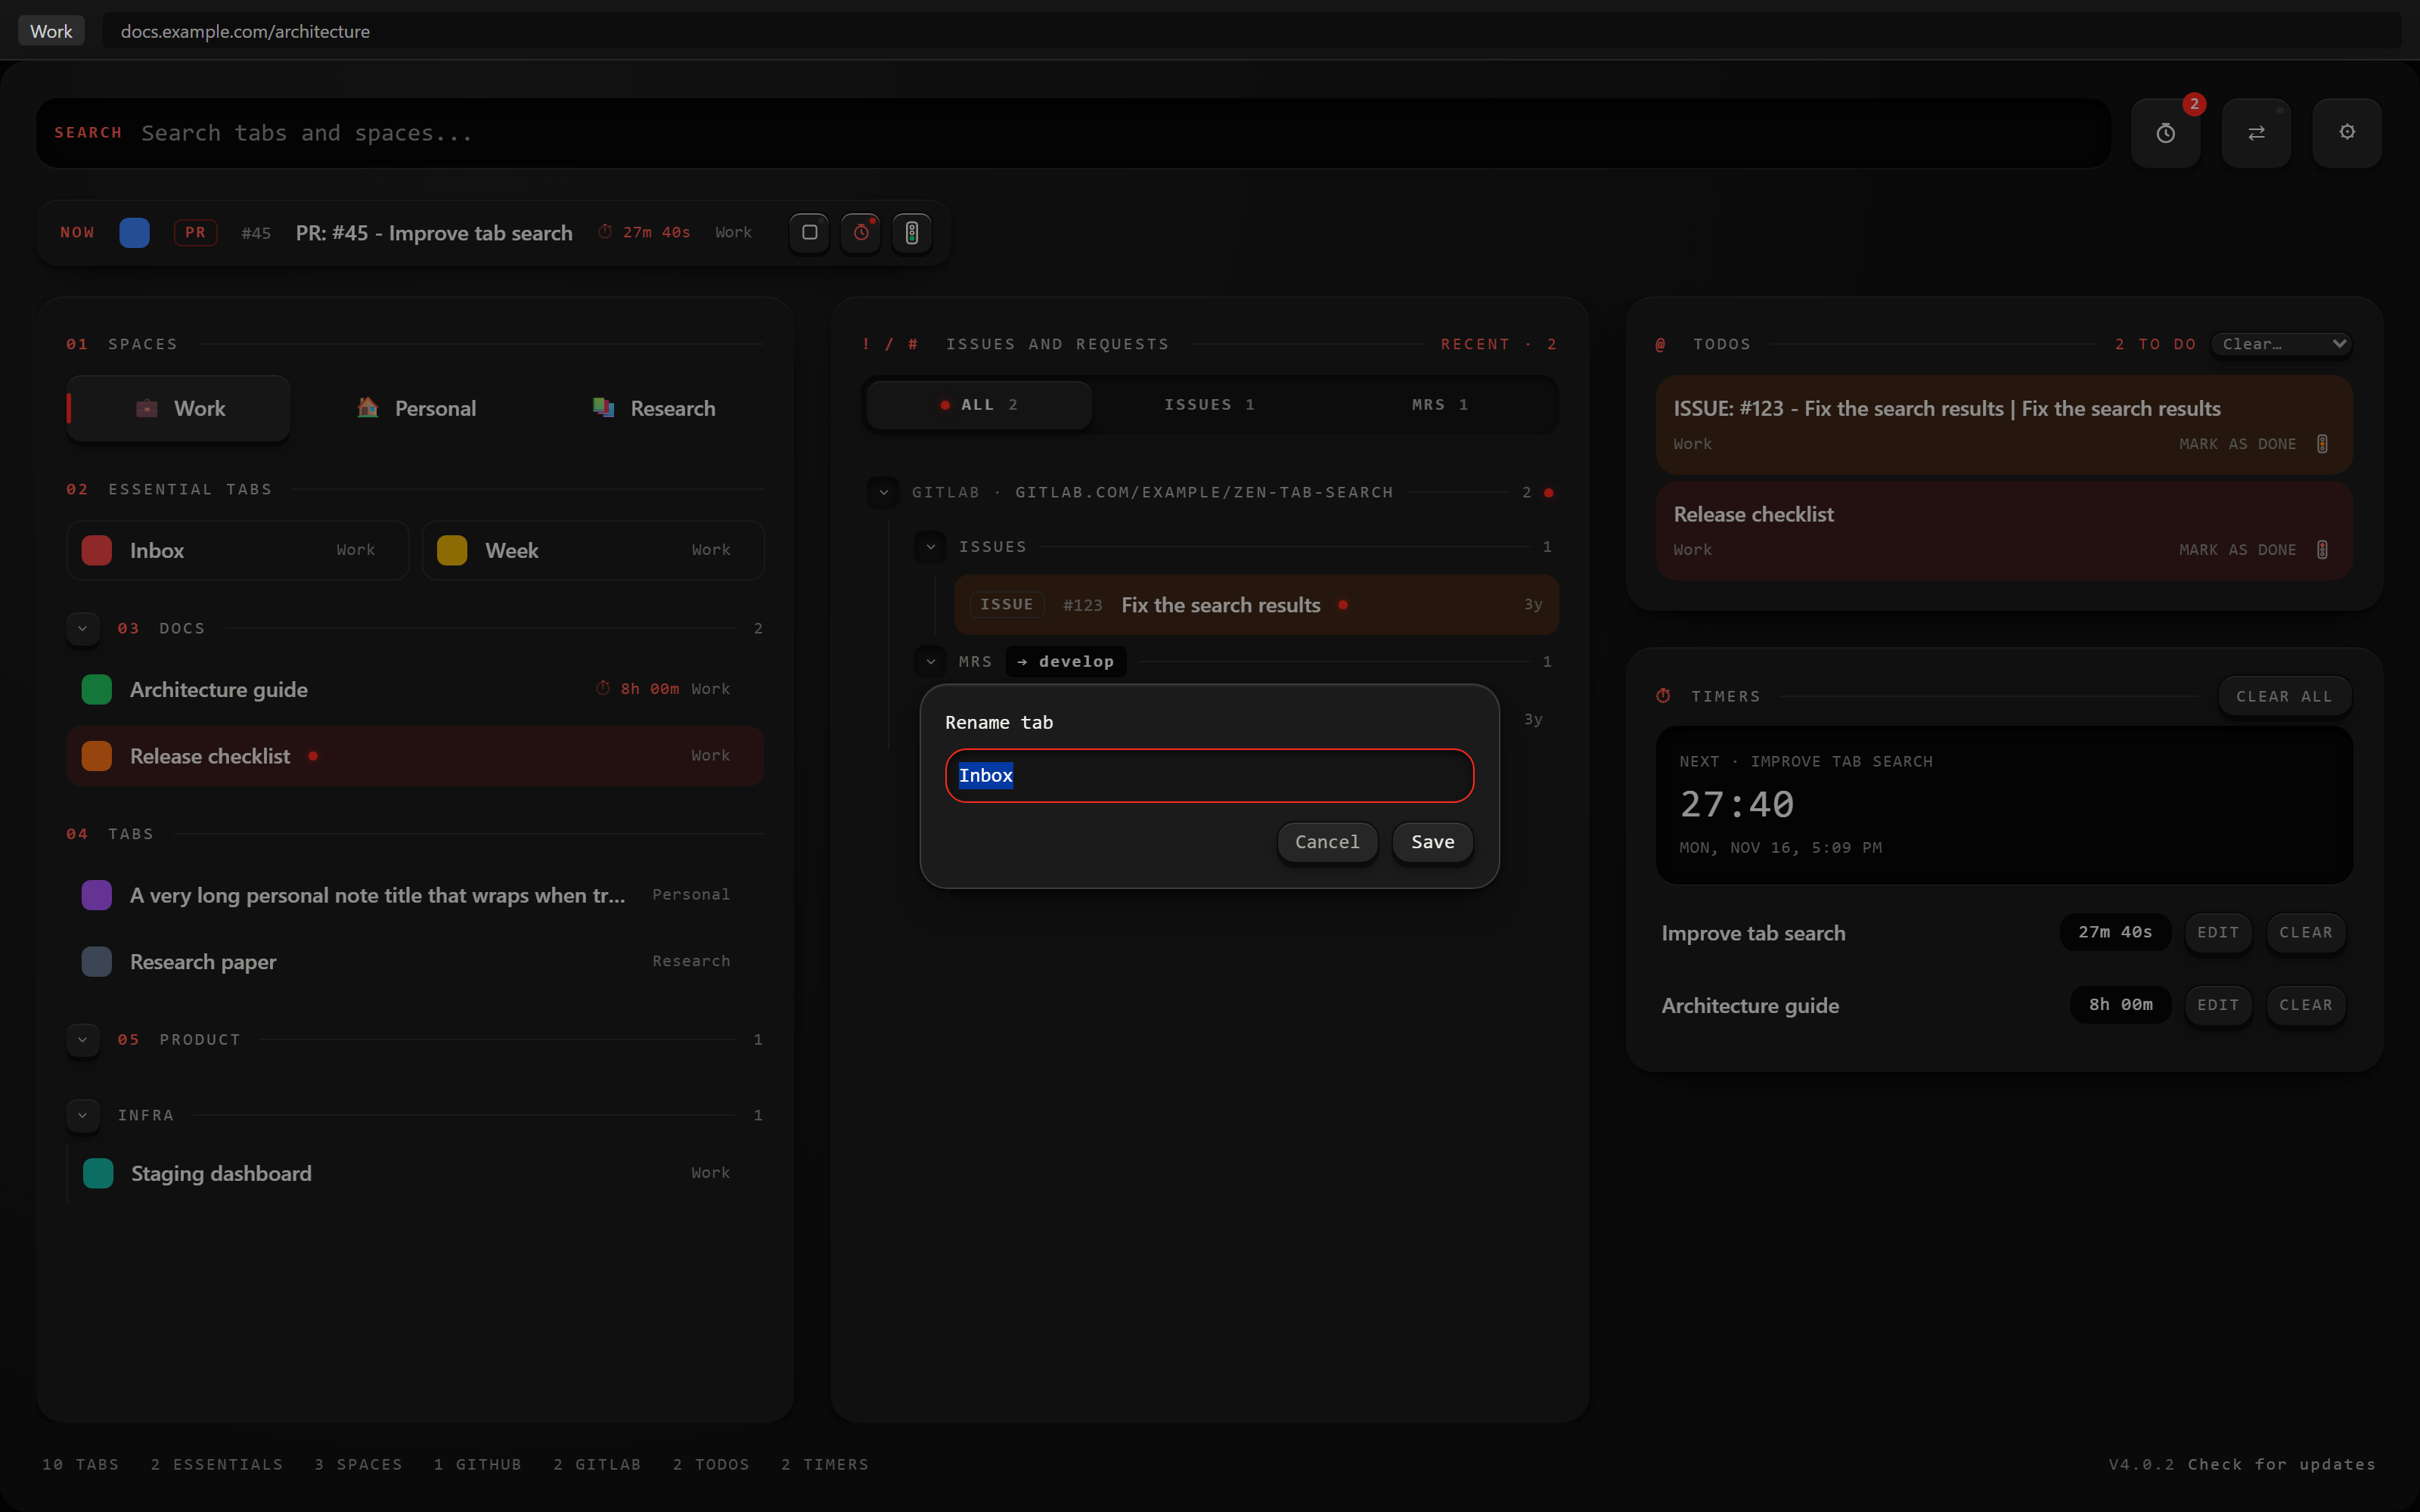 Work docs.example.com/architecture
SEARCH Search tabs and spaces...
2
NOW PR #45 PR: #45 - Improve tab search 27m 40s Work
01 SPACES
Work Personal Research
02 ESSENTIAL TABS
Inbox Work Week Work
03 DOCS 2
Architecture guide 8h 00m Work
Release checklist Work
04 TABS
A very long personal note title that wraps when tr... Personal
Research paper Research
05 PRODUCT 1
INFRA 1
Staging dashboard Work
! / # ISSUES AND REQUESTS RECENT · 2
ALL 2 ISSUES 1 MRS 1
GITLAB · GITLAB.COM/EXAMPLE/ZEN-TAB-SEARCH 2
ISSUES 1
ISSUE #123 Fix the search results 3y
MRS → develop 1
3y
Rename tab
Inbox
Cancel Save
@ TODOS 2 TO DO Clear…
ISSUE: #123 - Fix the search results | Fix the search results
Work MARK AS DONE
Release checklist
Work MARK AS DONE
TIMERS CLEAR ALL
NEXT · IMPROVE TAB SEARCH
27:40
MON, NOV 16, 5:09 PM
Improve tab search 27m 40s EDIT CLEAR
Architecture guide 8h 00m EDIT CLEAR
10 TABS 2 ESSENTIALS 3 SPACES 1 GITHUB 2 GITLAB 2 TODOS 2 TIMERS
V4.0.2 Check for updates